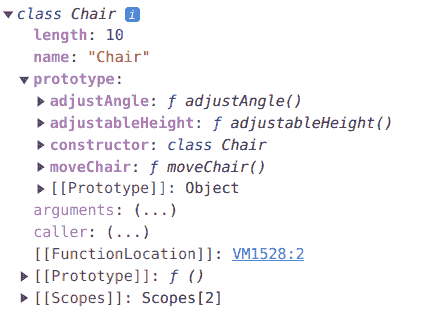 class Chair i
length: 10
name: "Chair"
prototype:
adjustAngle: ƒ adjustAngle()
adjustableHeight: ƒ adjustableHeight()
constructor: class Chair
moveChair: ƒ moveChair()
[[Prototype]]: Object
arguments: (...)
caller: (...)
[[FunctionLocation]]: VM1528:2
[[Prototype]]: ƒ ()
[[Scopes]]: Scopes[2]